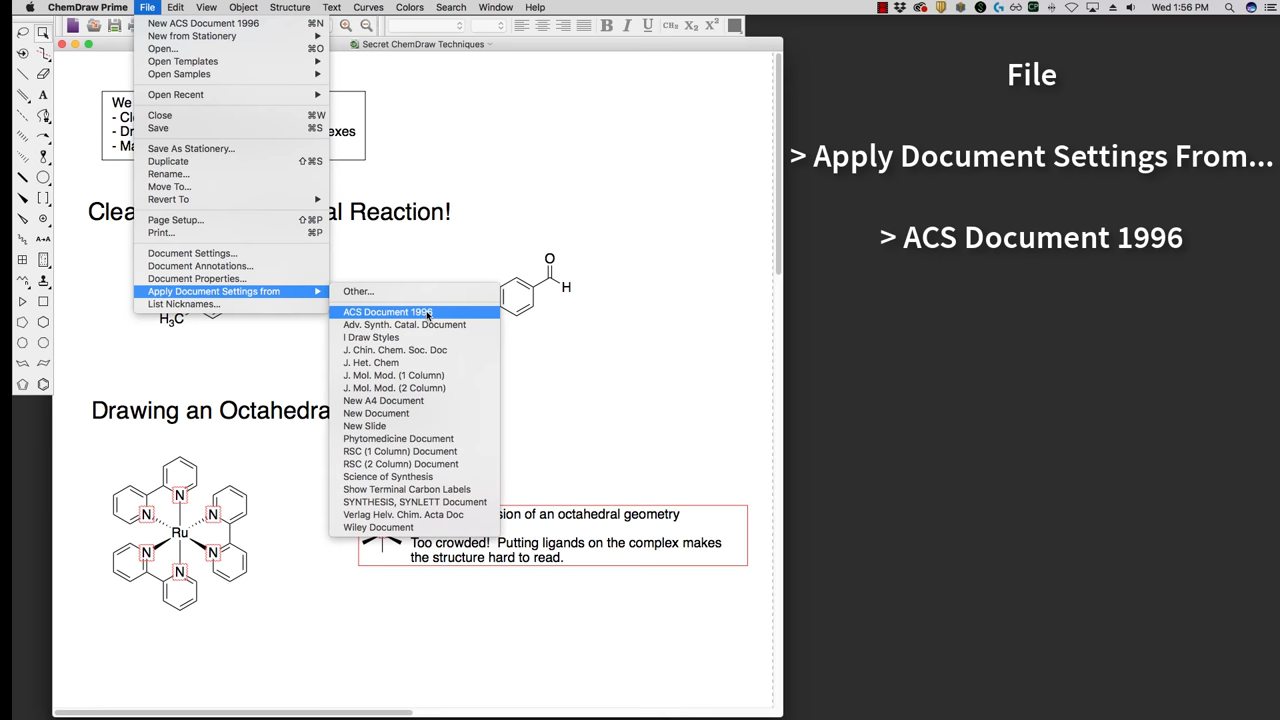 ChemDraw Prime File Edit View Object Structure Text Curves Colors Search Window Help
Wed 1:56 PM
New ACS Document 1996 ⌘N
New from Stationery
Open... ⌘O
Open Templates
Open Samples
Open Recent
Close ⌘W
Save ⌘S
Save As Stationery...
Duplicate ⇧⌘S
Rename...
Move To...
Revert To
Page Setup... ⇧⌘P
Print... ⌘P
Document Settings...
Document Annotations...
Document Properties...
Apply Document Settings from
List Nicknames...
Other...
ACS Document 1996
Adv. Synth. Catal. Document
I Draw Styles
J. Chin. Chem. Soc. Doc
J. Het. Chem
J. Mol. Mod. (1 Column)
J. Mol. Mod. (2 Column)
New A4 Document
New Document
New Slide
Phytomedicine Document
RSC (1 Column) Document
RSC (2 Column) Document
Science of Synthesis
Show Terminal Carbon Labels
SYNTHESIS, SYNLETT Document
Verlag Helv. Chim. Acta Doc
Wiley Document
B I U CH₂ X₂ X²
Secret ChemDraw Techniques
We
- Cl
- Dr exes
- Ma
Clea al Reaction!
O
H
H₃C
Drawing an Octahedra
N
N N
Ru
N N
N
sion of an octahedral geometry
Too crowded! Putting ligands on the complex makes
the structure hard to read.
File
> Apply Document Settings From...
> ACS Document 1996